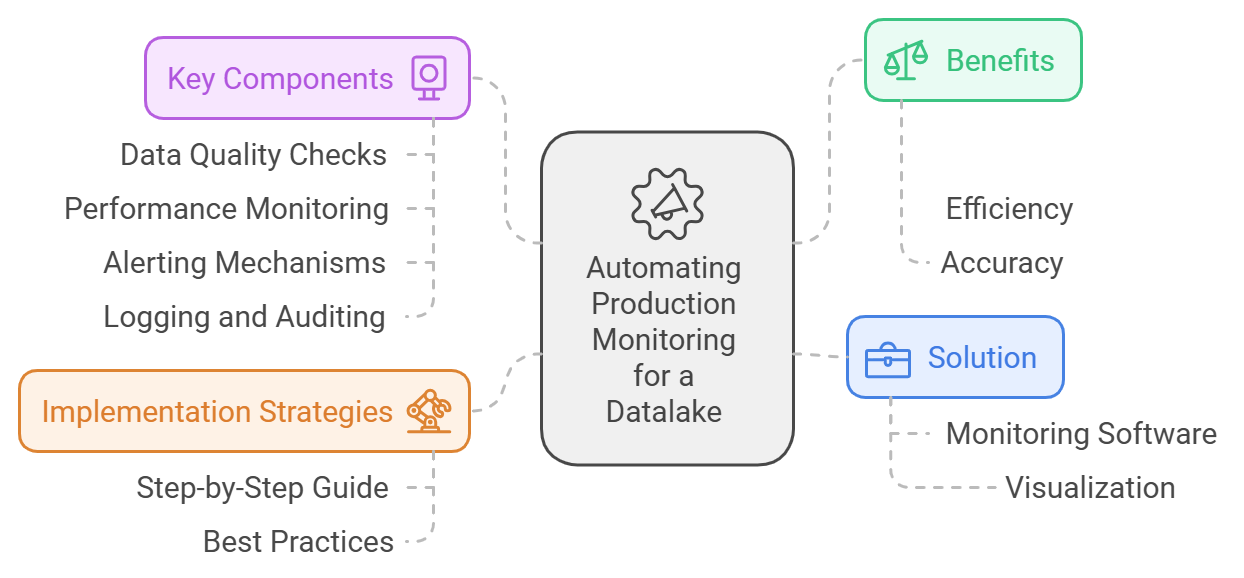 Key Components
Data Quality Checks
Performance Monitoring
Alerting Mechanisms
Logging and Auditing
Implementation Strategies
Step-by-Step Guide
Best Practices
Automating
Production
Monitoring
for a
Datalake
Benefits
Efficiency
Accuracy
Solution
Monitoring Software
Visualization